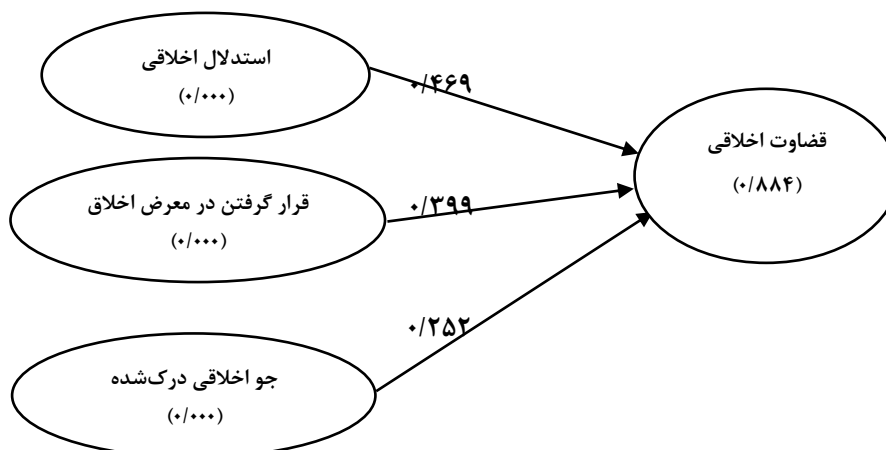 استدلال اخلاقی
(۰/۰۰۰)
۰/۴۶۹
قضاوت اخلاقی
(۰/۸۸۴)
قرار گرفتن در معرض اخلاق
(۰/۰۰۰)
۰/۳۹۹
۰/۲۵۲
جو اخلاقی درک‌شده
(۰/۰۰۰)